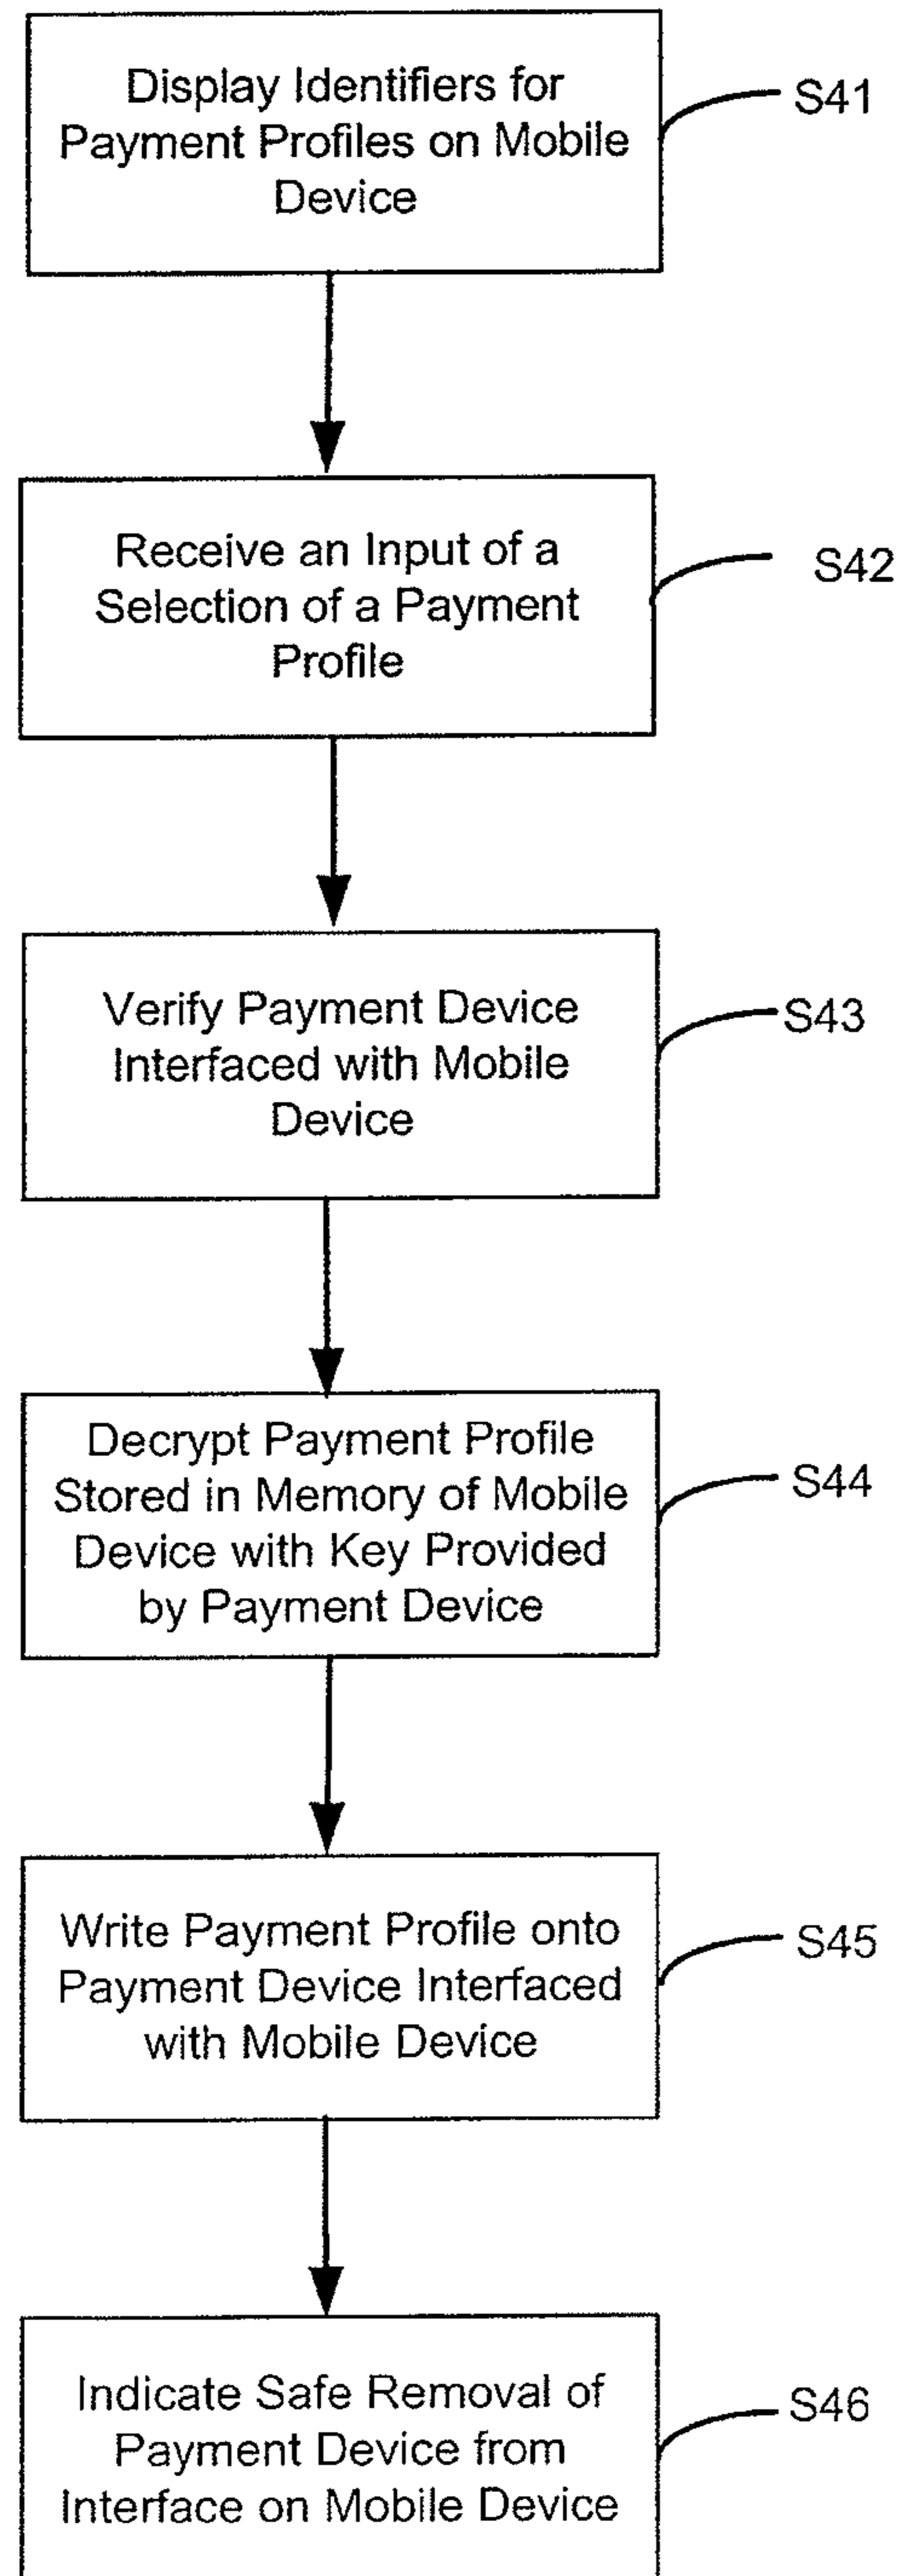 Display Identifiers for
Payment Profiles on Mobile
Device
S41
Receive an Input of a
Selection of a Payment
Profile
S42
Verify Payment Device
Interfaced with Mobile
Device
S43
Decrypt Payment Profile
Stored in Memory of Mobile
Device with Key Provided
by Payment Device
S44
Write Payment Profile onto
Payment Device Interfaced
with Mobile Device
S45
Indicate Safe Removal of
Payment Device from
Interface on Mobile Device
S46